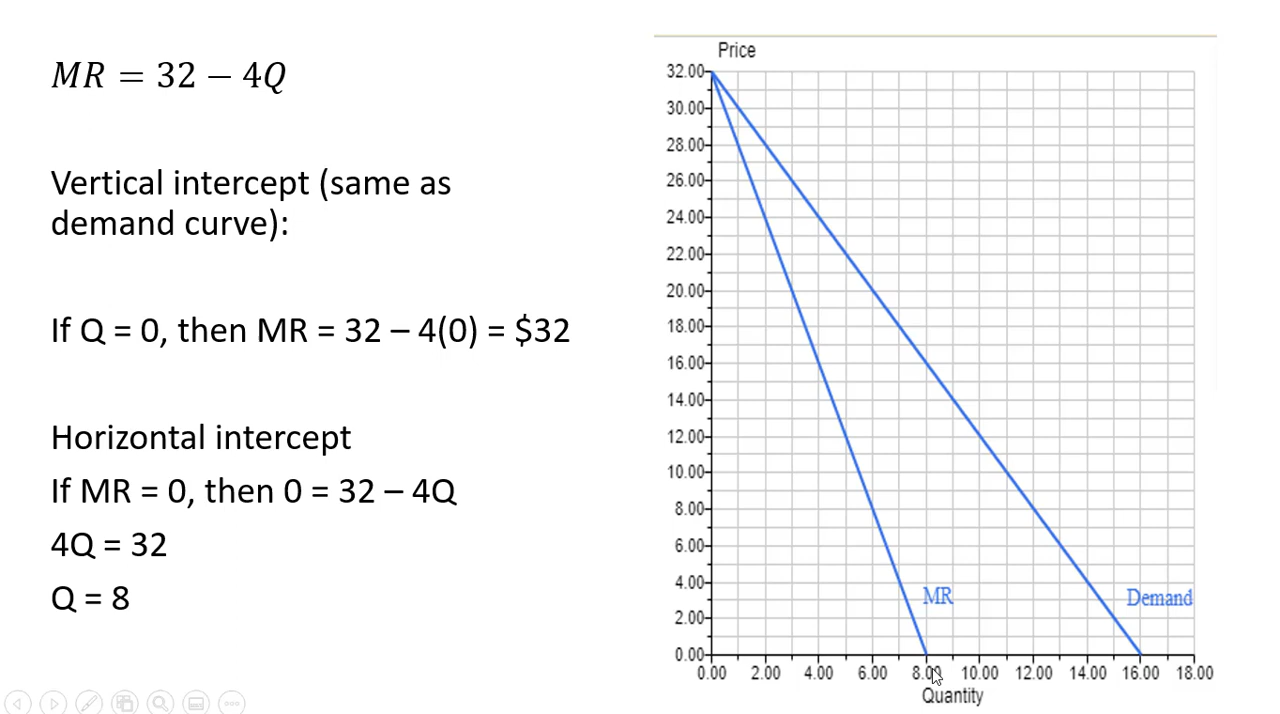 MR = 32 − 4Q
Vertical intercept (same as
demand curve):
If Q = 0, then MR = 32 – 4(0) = $32
Horizontal intercept
If MR = 0, then 0 = 32 – 4Q
4Q = 32
Q = 8
Price
32.00
30.00
28.00
26.00
24.00
22.00
20.00
18.00
16.00
14.00
12.00
10.00
8.00
6.00
4.00
2.00
0.00
MR
Demand
0.00 2.00 4.00 6.00 8.00 10.00 12.00 14.00 16.00 18.00
Quantity